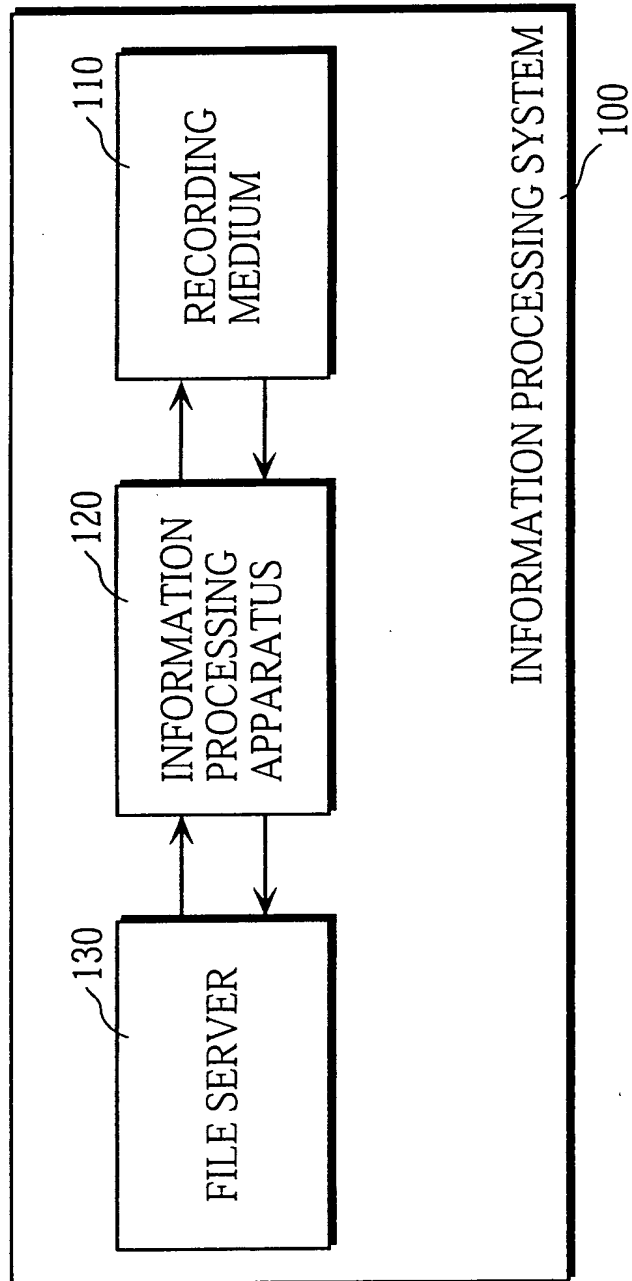 130
FILE SERVER
120
INFORMATION
PROCESSING
APPARATUS
110
RECORDING
MEDIUM
INFORMATION PROCESSING SYSTEM
100